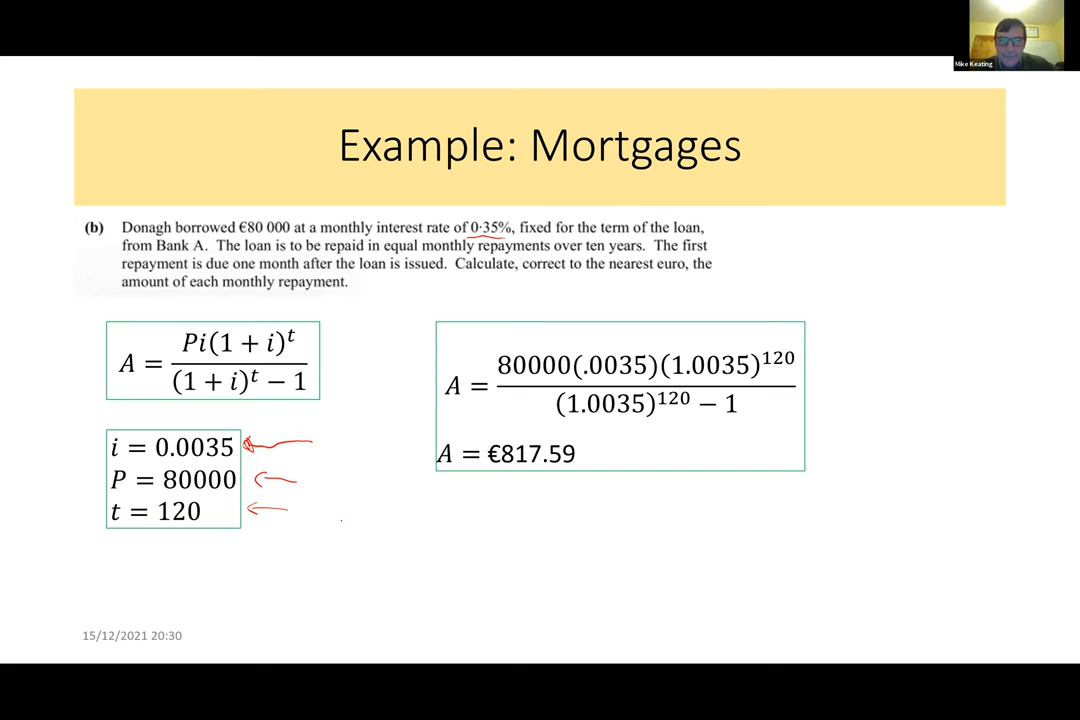 Mike Keating
Example: Mortgages
(b) Donagh borrowed €80 000 at a monthly interest rate of 0·35%, fixed for the term of the loan,
from Bank A. The loan is to be repaid in equal monthly repayments over ten years. The first
repayment is due one month after the loan is issued. Calculate, correct to the nearest euro, the
amount of each monthly repayment.
A = Pi(1 + i)^t / (1 + i)^t − 1
i = 0.0035
P = 80000
t = 120
A = 80000(.0035)(1.0035)^120 / (1.0035)^120 − 1
A = €817.59
15/12/2021 20:30